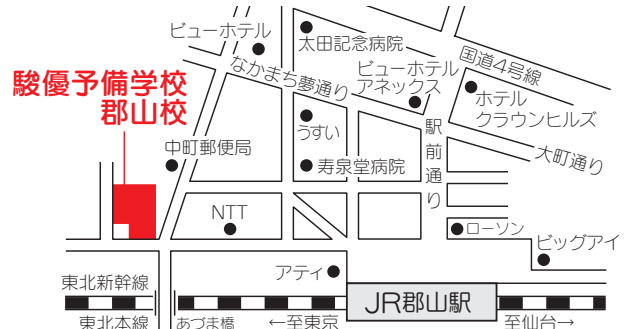 ビューホテル
太田記念病院
国道4号線
なかまち夢通り
ビューホテル
アネックス
駿優予備学校
郡山校
ホテル
クラウンヒルズ
うすい
駅前通り
大町通り
中町郵便局
寿泉堂病院
NTT
ローソン
ビッグアイ
アティ
東北新幹線
JR郡山駅
東北本線
あづま橋
←至東京
至仙台→